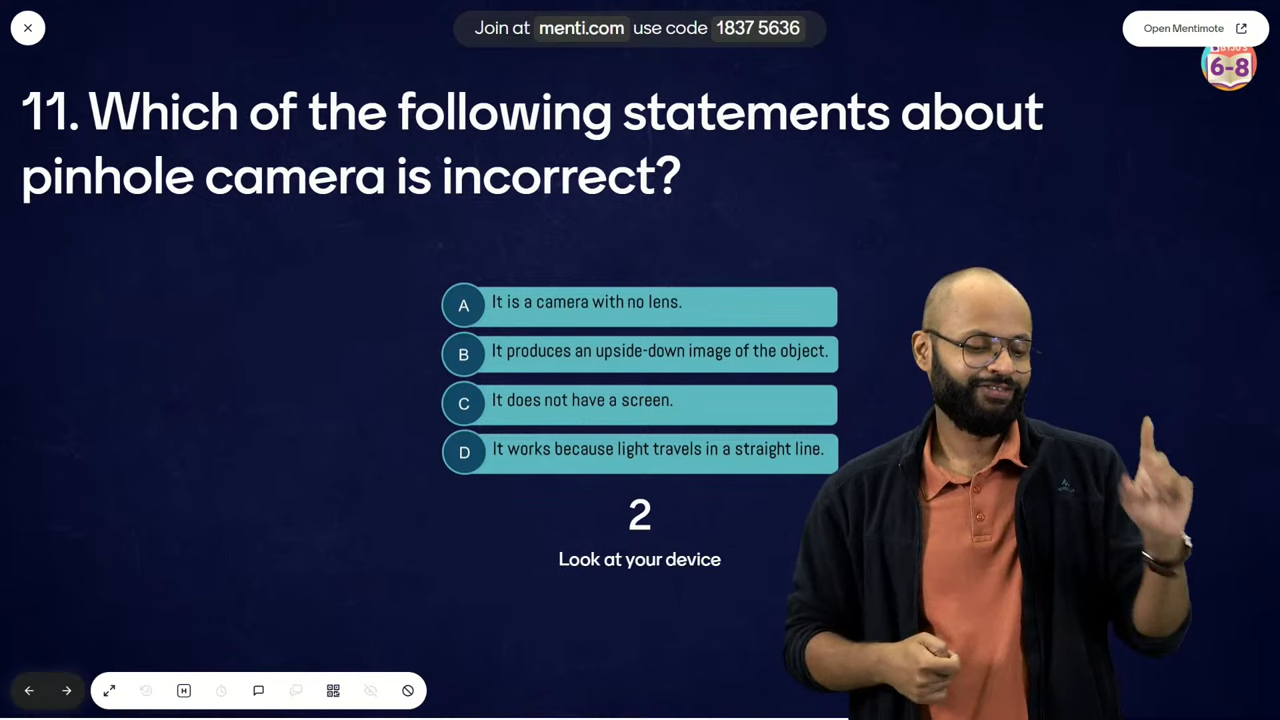 Join at menti.com use code 1837 5636
Open Mentimote
BYJU'S
6-8
11. Which of the following statements about
pinhole camera is incorrect?
A It is a camera with no lens.
B It produces an upside-down image of the object.
C It does not have a screen.
D It works because light travels in a straight line.
2
Look at your device
H